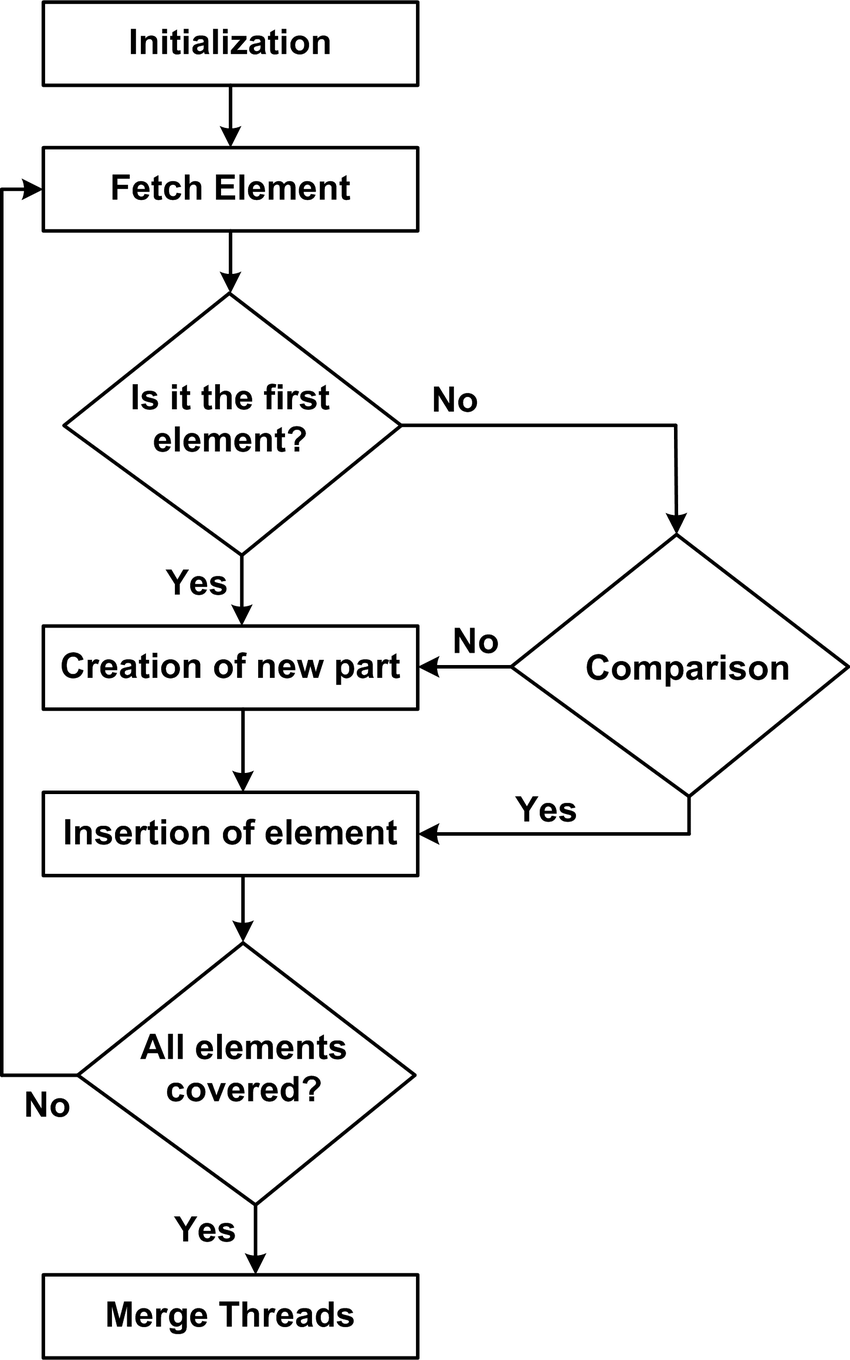 Initialization
Fetch Element
Is it the first
element?
No
Yes
Creation of new part
No
Comparison
Insertion of element
Yes
All elements
covered?
No
Yes
Merge Threads